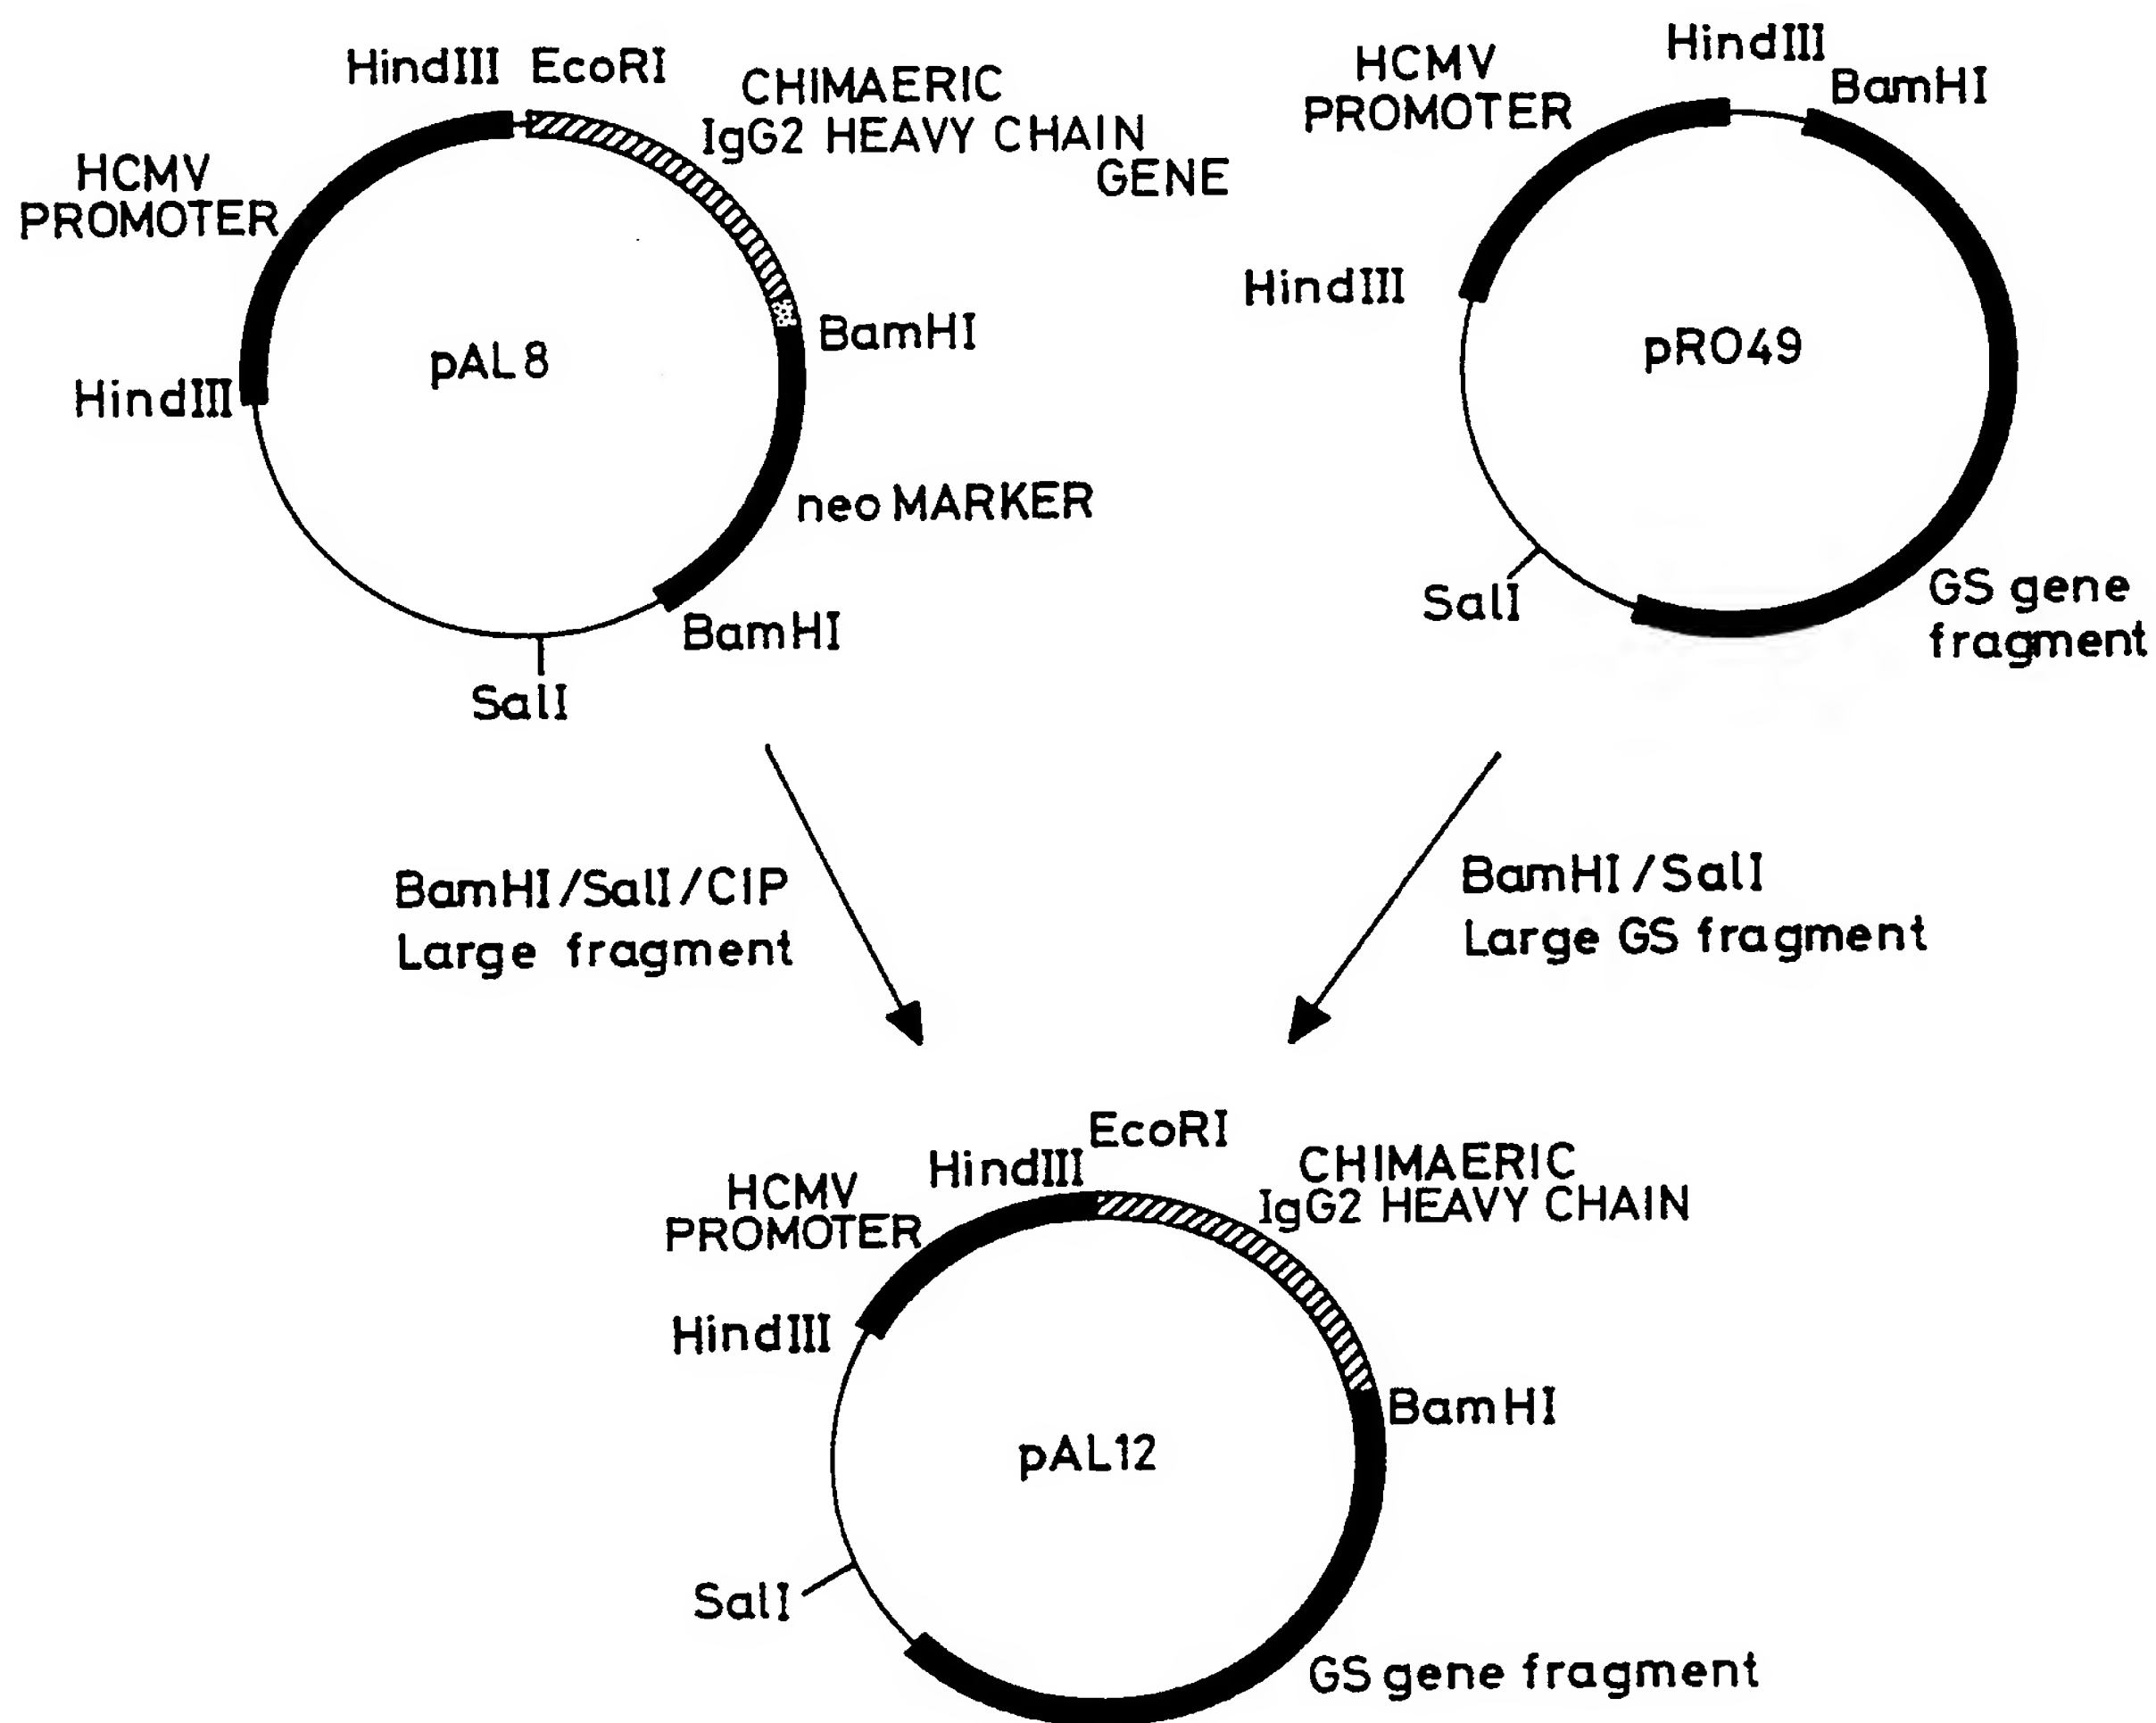 HindIII EcoRI
CHIMAERIC
IgG2 HEAVY CHAIN
GENE
HCMV
PROMOTER
BamHI
pAL8
HindIII
neo MARKER
BamHI
SalI
HindIII
HCMV
PROMOTER
BamHI
HindIII
pRO49
SalI
GS gene
fragment
BamHI/SalI/CIP
Large fragment
BamHI/SalI
Large GS fragment
EcoRI
HindIII
CHIMAERIC
IgG2 HEAVY CHAIN
HCMV
PROMOTER
HindIII
BamHI
pAL12
SalI
GS gene fragment